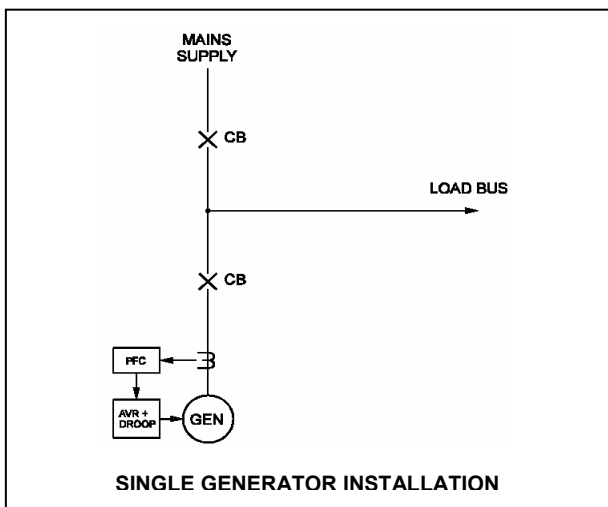 MAINS
SUPPLY
CB
LOAD BUS
CB
PFC
AVR +
DROOP
GEN
SINGLE GENERATOR INSTALLATION